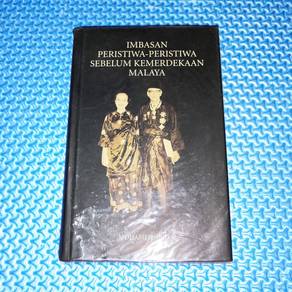 IMBASAN
PERISTIWA-PERISTIWA
SEBELUM KEMERDEKAAN
MALAYA